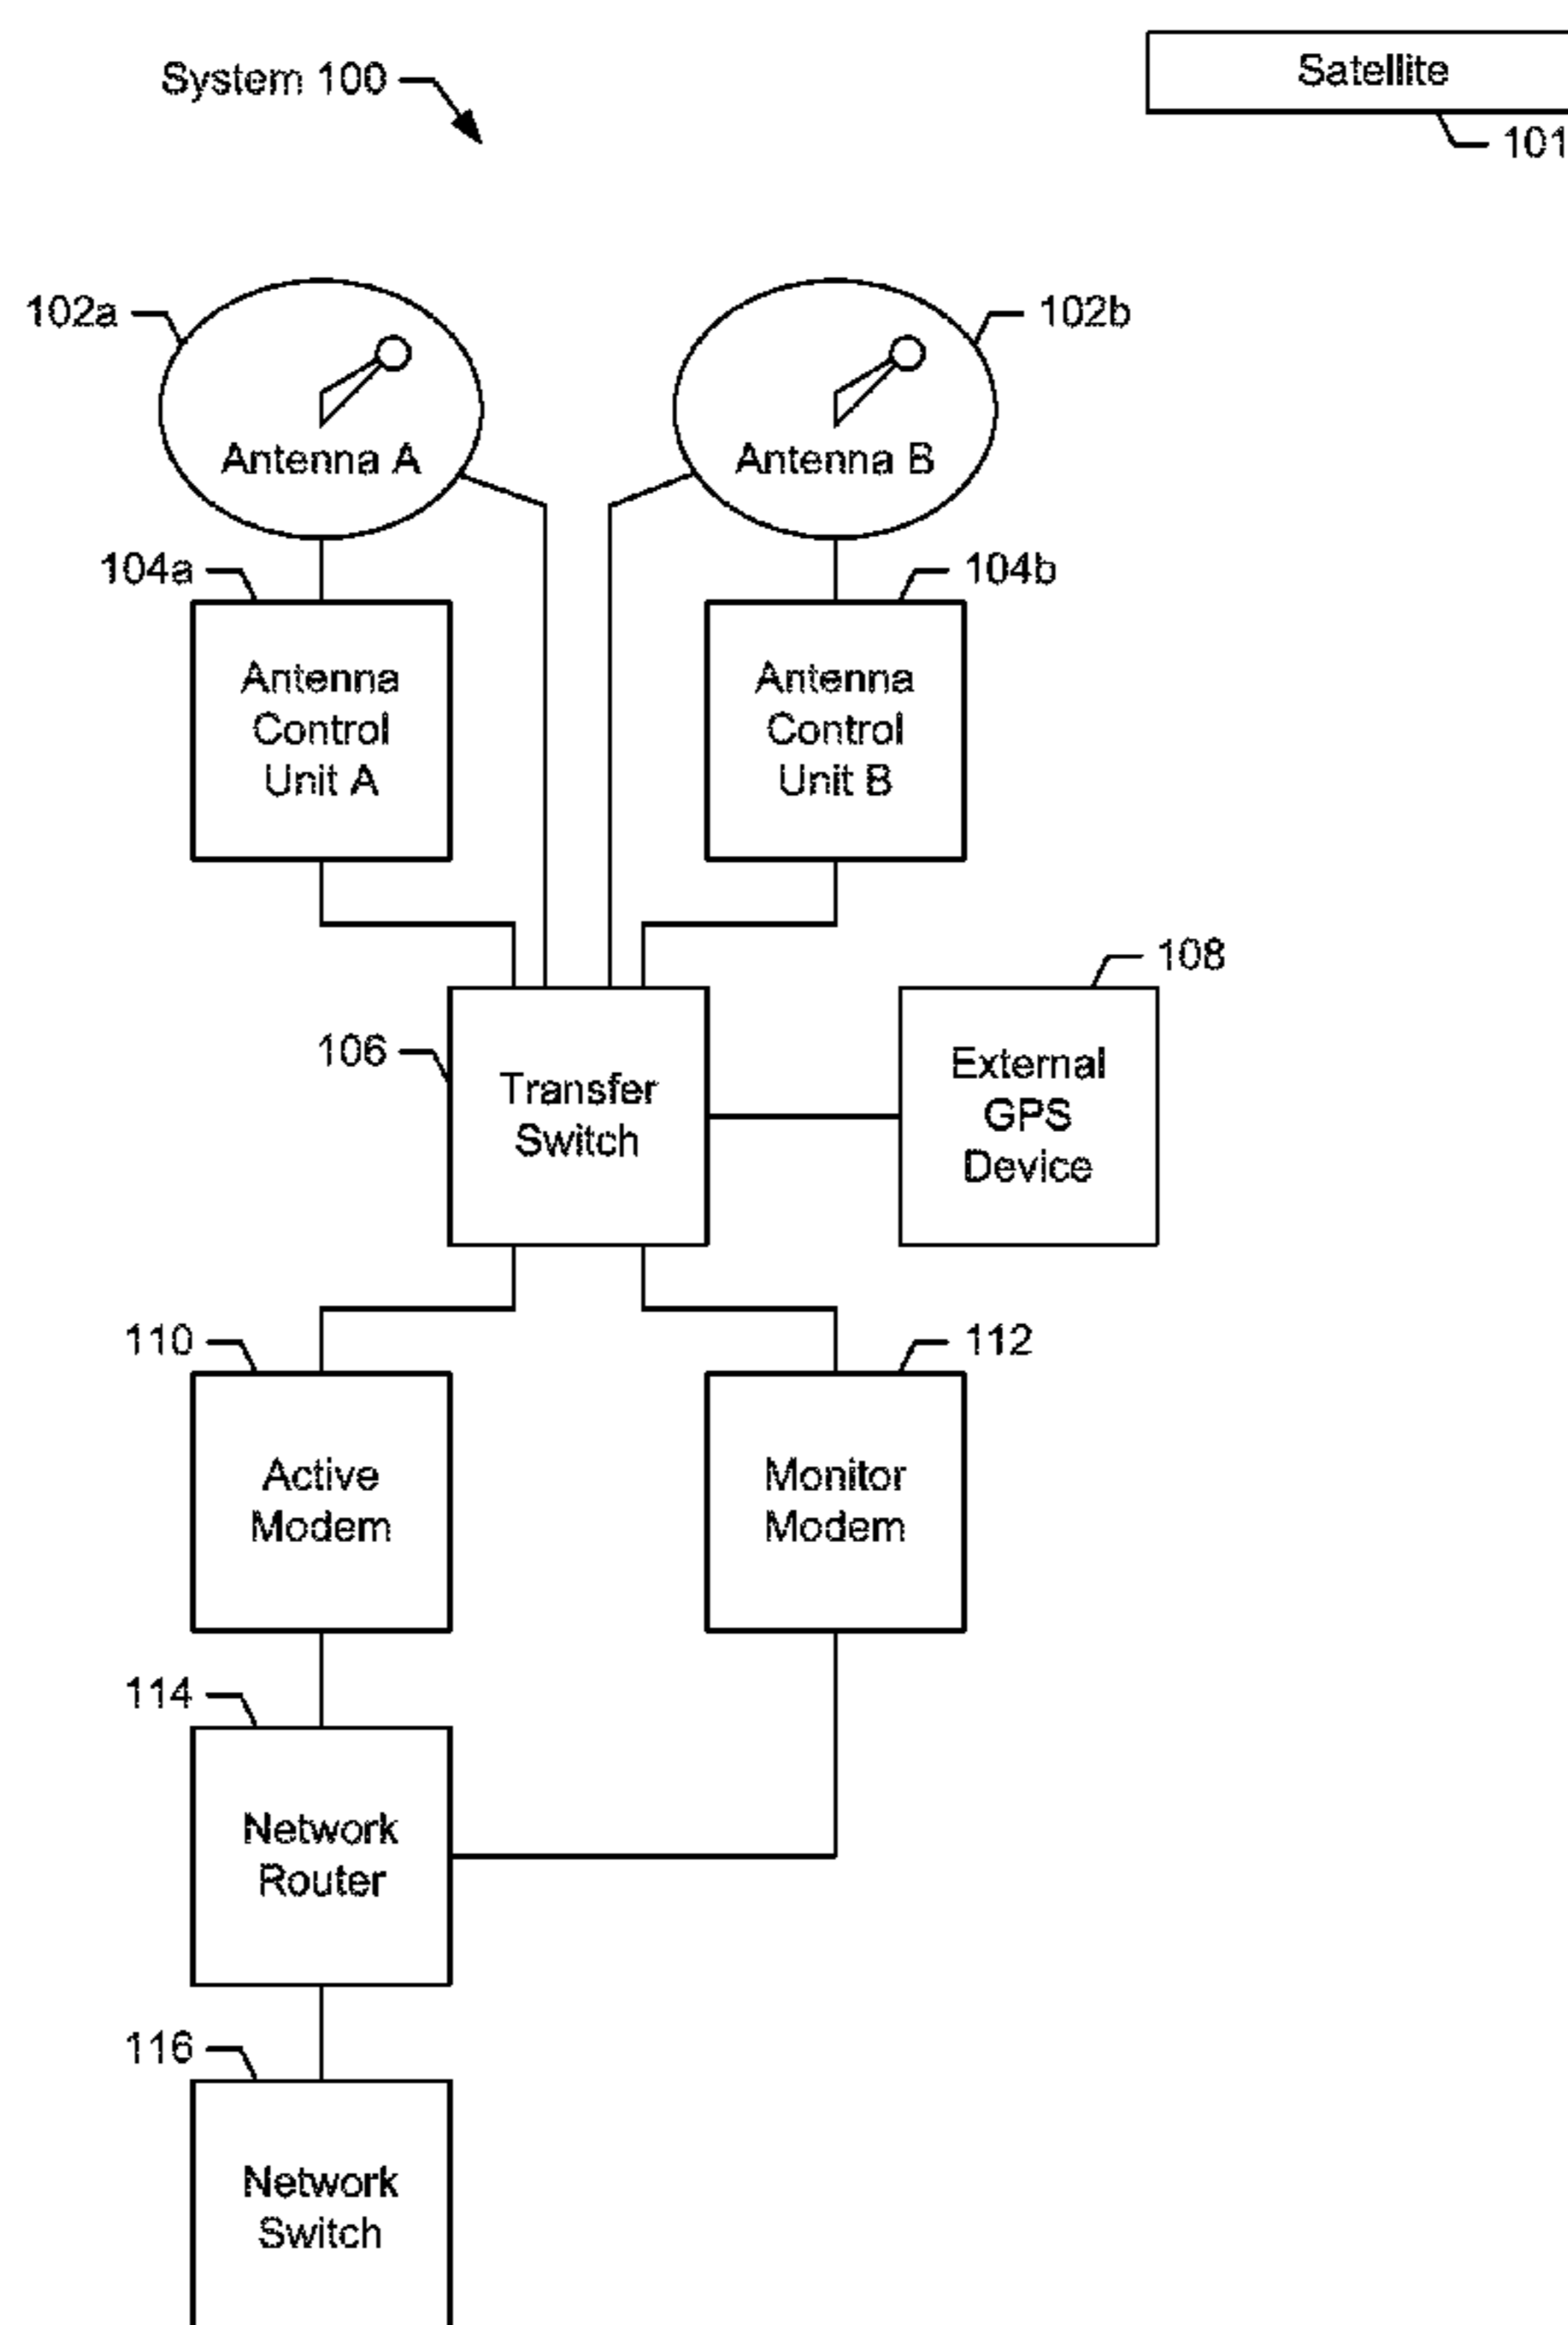 System 100
Satellite
101
102a
102b
Antenna A
Antenna B
104a
104b
Antenna
Control
Unit A
Antenna
Control
Unit B
108
106
Transfer
Switch
External
GPS
Device
110
112
Active
Modem
Monitor
Modem
114
Network
Router
116
Network
Switch